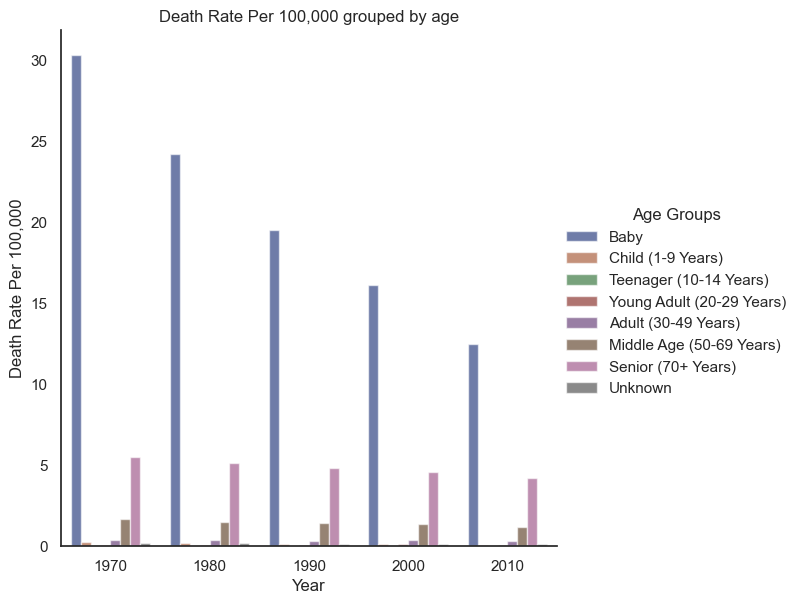 Death Rate Per 100,000 grouped by age
Death Rate Per 100,000
30
25
20
15
10
5
0
1970
1980
1990
2000
2010
Year
Age Groups
Baby
Child (1-9 Years)
Teenager (10-14 Years)
Young Adult (20-29 Years)
Adult (30-49 Years)
Middle Age (50-69 Years)
Senior (70+ Years)
Unknown